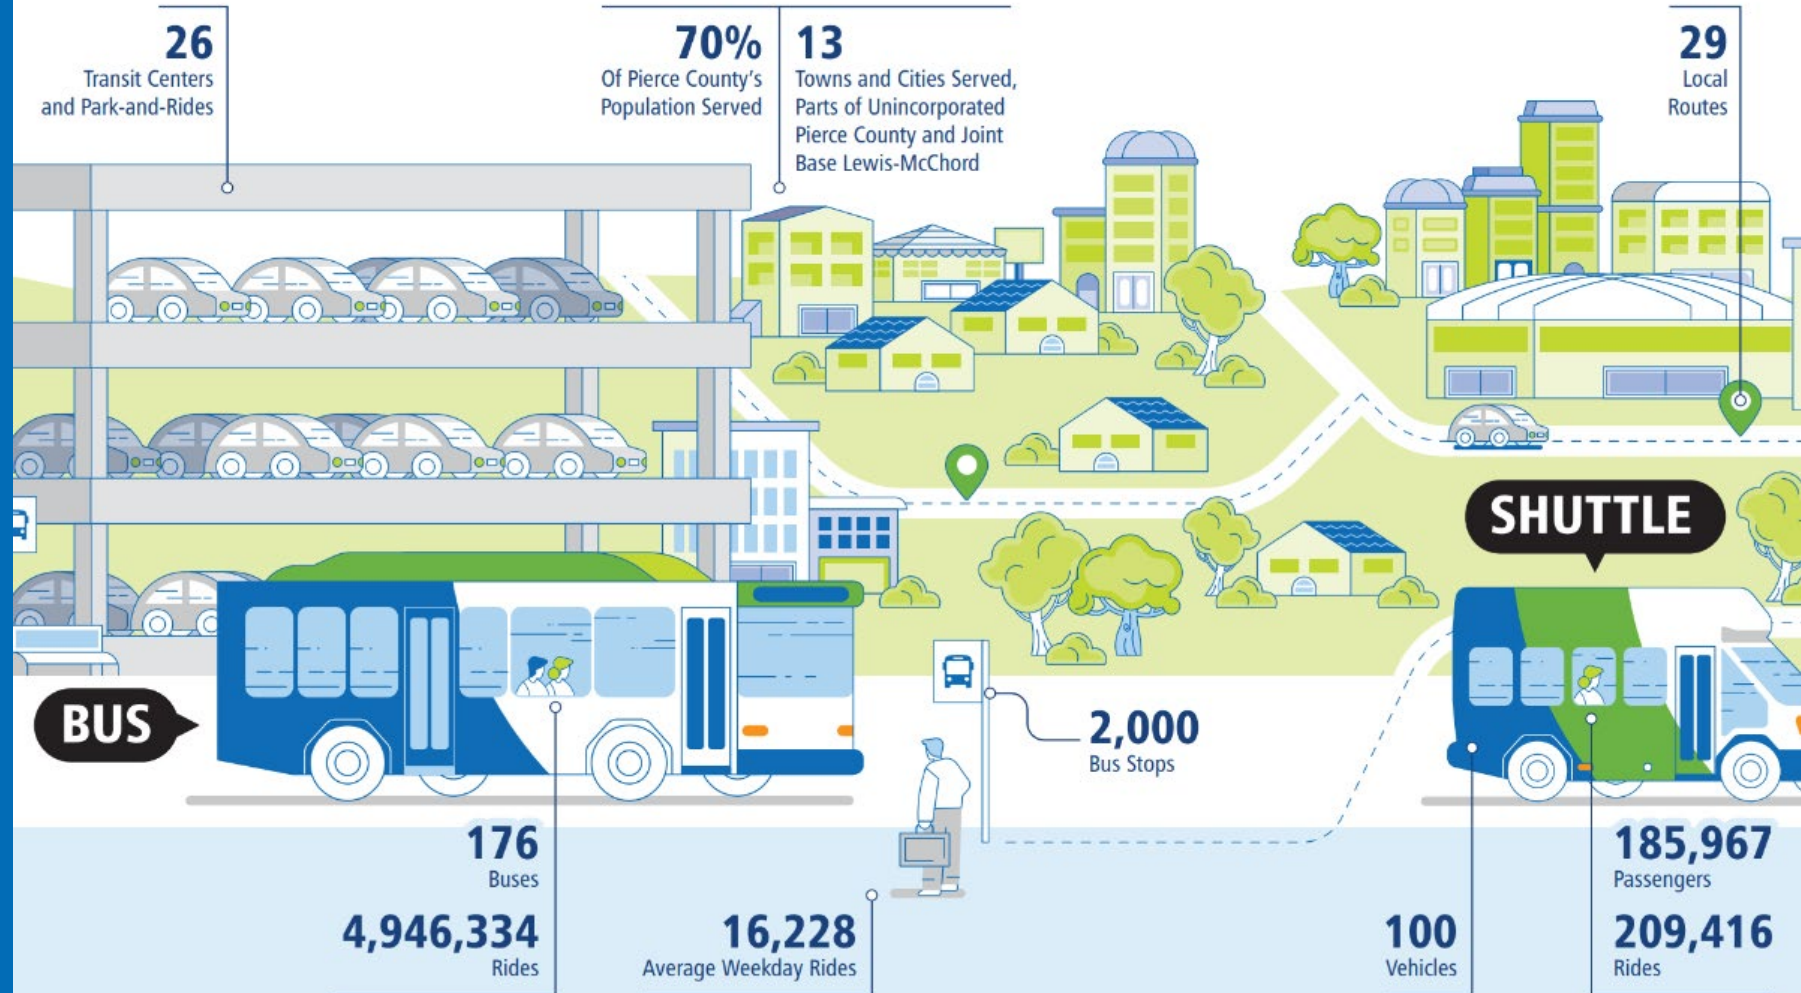 26
Transit Centers
and Park-and-Rides
70%
Of Pierce County's
Population Served
13
Towns and Cities Served,
Parts of Unincorporated
Pierce County and Joint
Base Lewis-McChord
29
Local
Routes
SHUTTLE
BUS
2,000
Bus Stops
176
Buses
4,946,334
Rides
16,228
Average Weekday Rides
100
Vehicles
185,967
Passengers
209,416
Rides